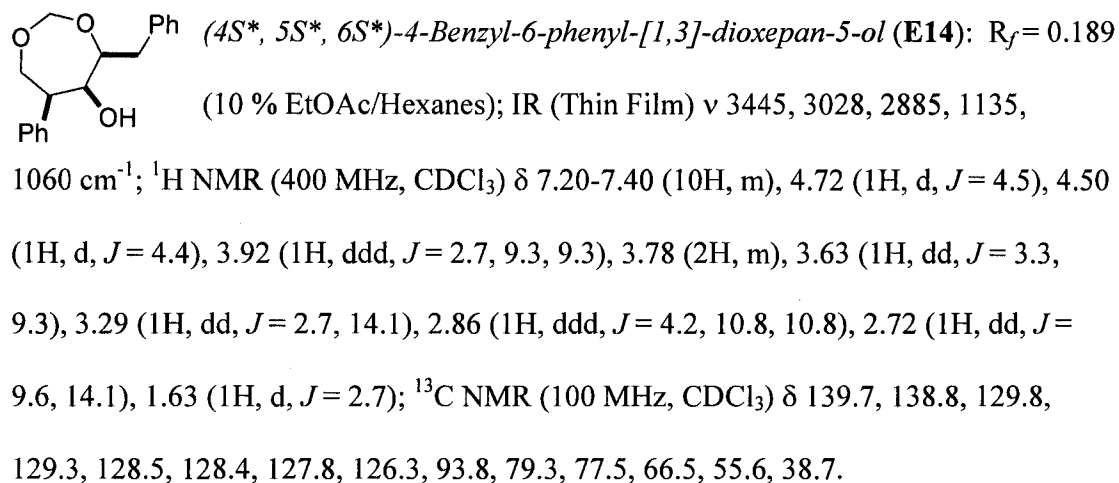 O O Ph (4S*, 5S*, 6S*)-4-Benzyl-6-phenyl-[1,3]-dioxepan-5-ol (E14): Rf = 0.189
Ph OH (10 % EtOAc/Hexanes); IR (Thin Film) ν 3445, 3028, 2885, 1135,
1060 cm⁻¹; ¹H NMR (400 MHz, CDCl₃) δ 7.20-7.40 (10H, m), 4.72 (1H, d, J = 4.5), 4.50
(1H, d, J = 4.4), 3.92 (1H, ddd, J = 2.7, 9.3, 9.3), 3.78 (2H, m), 3.63 (1H, dd, J = 3.3,
9.3), 3.29 (1H, dd, J = 2.7, 14.1), 2.86 (1H, ddd, J = 4.2, 10.8, 10.8), 2.72 (1H, dd, J =
9.6, 14.1), 1.63 (1H, d, J = 2.7); ¹³C NMR (100 MHz, CDCl₃) δ 139.7, 138.8, 129.8,
129.3, 128.5, 128.4, 127.8, 126.3, 93.8, 79.3, 77.5, 66.5, 55.6, 38.7.